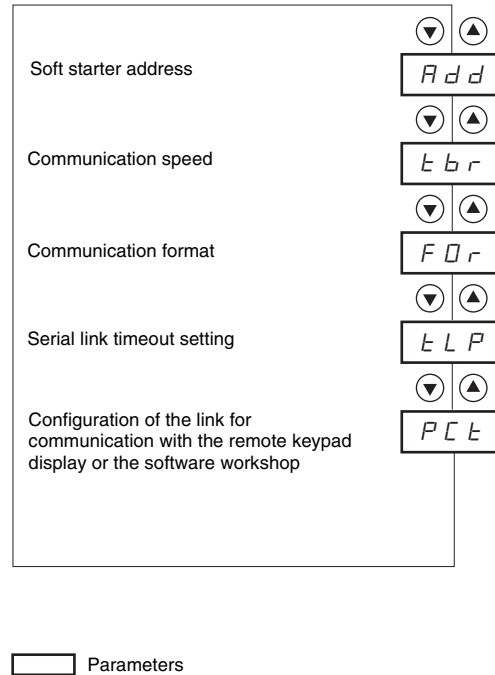 Soft starter address
Add
Communication speed
tbr
Communication format
FOr
Serial link timeout setting
tLP
Configuration of the link for
communication with the remote keypad
display or the software workshop
PCt
Parameters